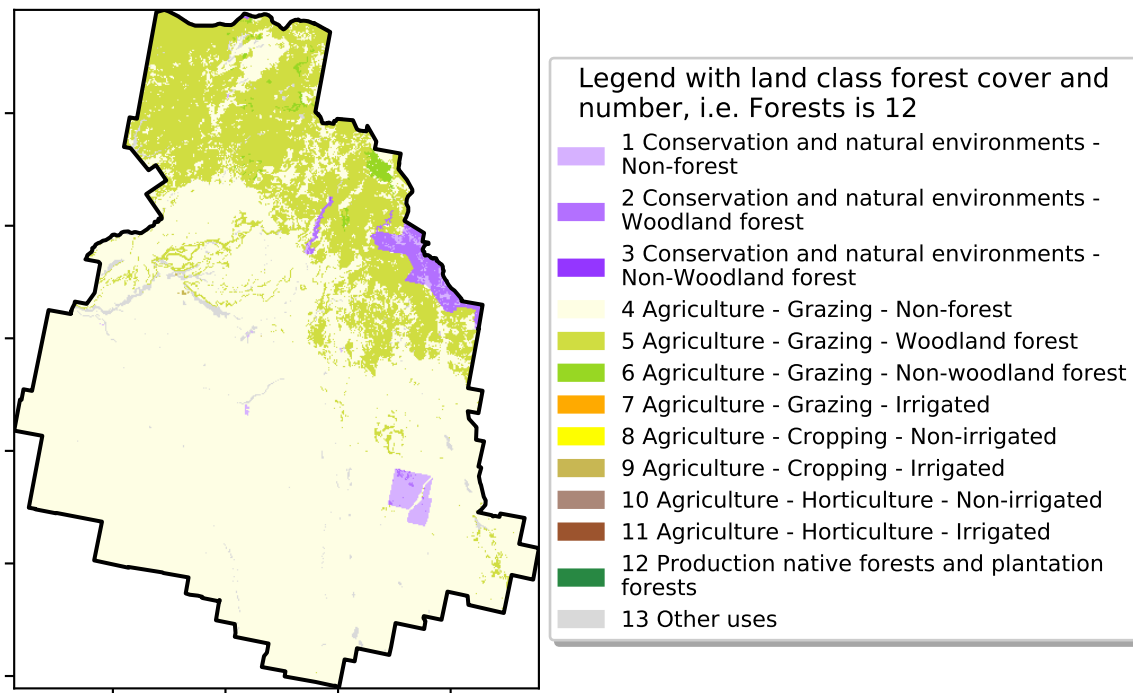 Legend with land class forest cover and
number, i.e. Forests is 12
1 Conservation and natural environments -
Non-forest
2 Conservation and natural environments -
Woodland forest
3 Conservation and natural environments -
Non-Woodland forest
4 Agriculture - Grazing - Non-forest
5 Agriculture - Grazing - Woodland forest
6 Agriculture - Grazing - Non-woodland forest
7 Agriculture - Grazing - Irrigated
8 Agriculture - Cropping - Non-irrigated
9 Agriculture - Cropping - Irrigated
10 Agriculture - Horticulture - Non-irrigated
11 Agriculture - Horticulture - Irrigated
12 Production native forests and plantation
forests
13 Other uses